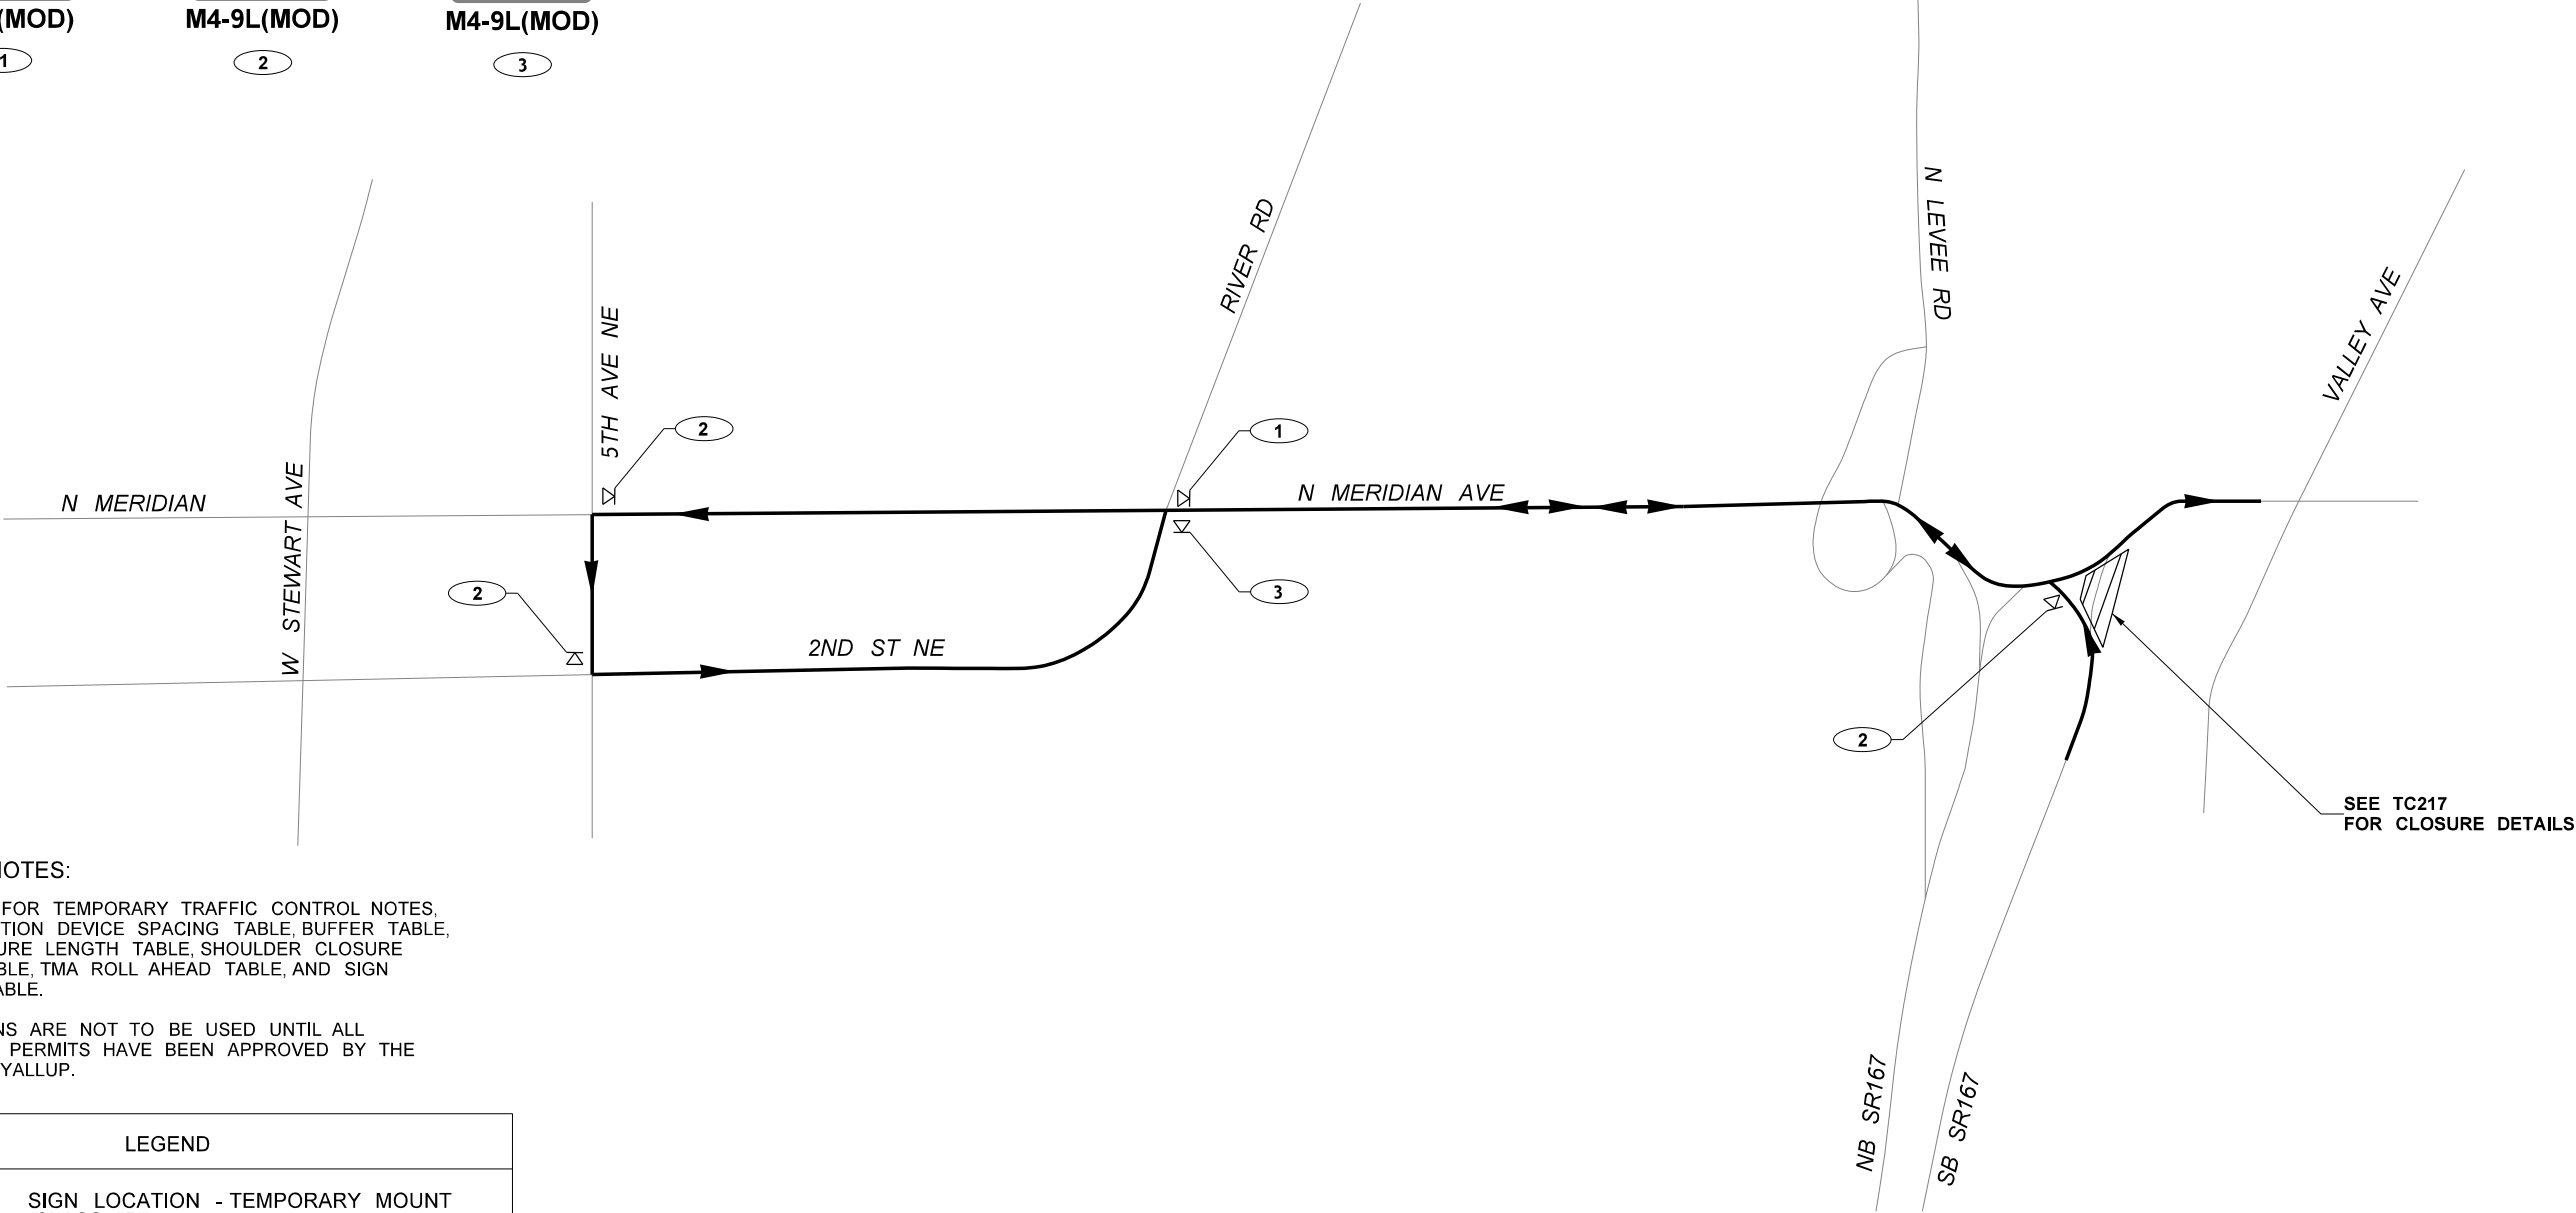 (MOD)
M4-9L(MOD)
M4-9L(MOD)
1
2
3
N LEVEE RD
RIVER RD
VALLEY AVE
5TH AVE NE
2
1
N MERIDIAN
W STEWART AVE
N MERIDIAN AVE
2
3
2ND ST NE
2
SEE TC217
FOR CLOSURE DETAILS
NOTES:
FOR TEMPORARY TRAFFIC CONTROL NOTES,
TION DEVICE SPACING TABLE, BUFFER TABLE,
URE LENGTH TABLE, SHOULDER CLOSURE
BLE, TMA ROLL AHEAD TABLE, AND SIGN
ABLE.
NS ARE NOT TO BE USED UNTIL ALL
PERMITS HAVE BEEN APPROVED BY THE
YALLUP.
NB SR167
SB SR167
LEGEND
SIGN LOCATION - TEMPORARY MOUNT